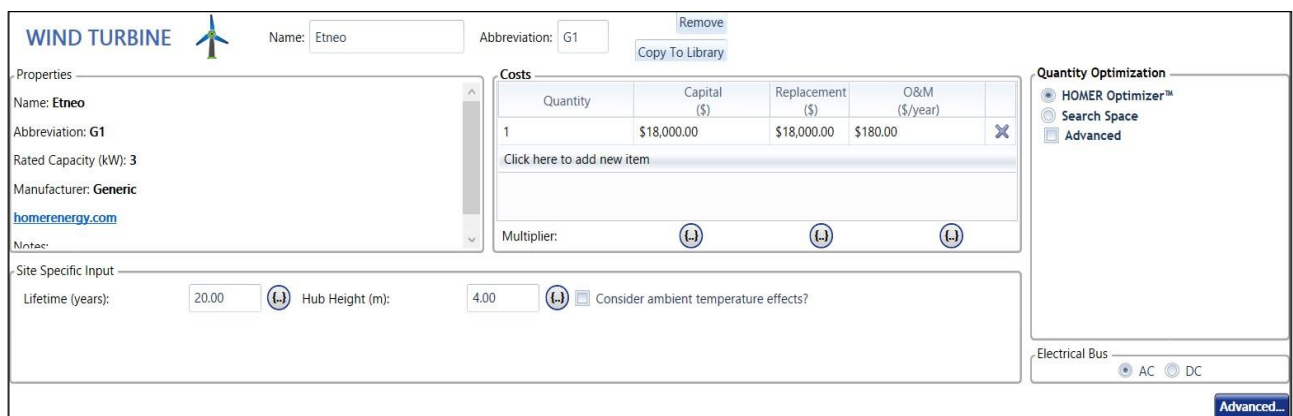 WIND TURBINE
Name: Etneo
Abbreviation: G1
Remove
Copy To Library
Properties
Name: Etneo
Abbreviation: G1
Rated Capacity (kW): 3
Manufacturer: Generic
homerenergy.com
Notes:
Costs
Quantity Capital ($) Replacement ($) O&M ($/year)
1 $18,000.00 $18,000.00 $180.00
Click here to add new item
Multiplier: {..} {..} {..}
Quantity Optimization
HOMER Optimizer™
Search Space
Advanced
Site Specific Input
Lifetime (years): 20.00 {..} Hub Height (m): 4.00 {..} Consider ambient temperature effects?
Electrical Bus
AC DC
Advanced...